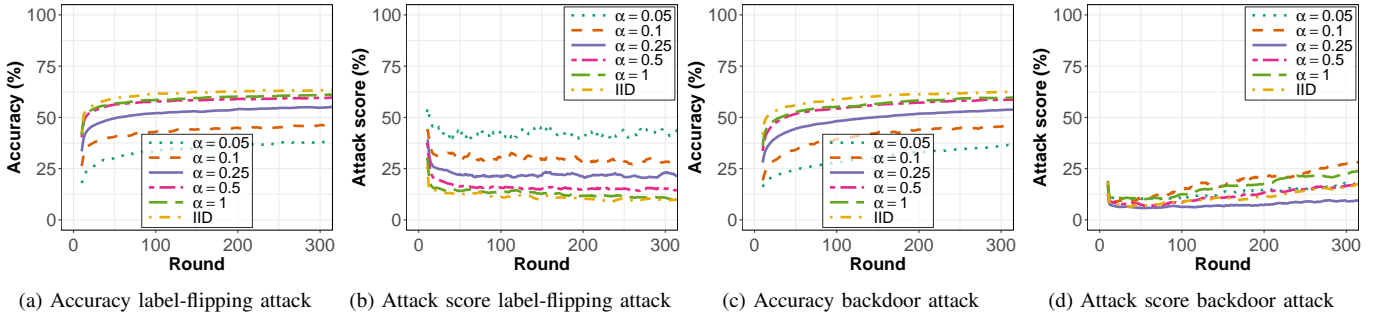 100
75
50
25
0
Accuracy (%)
α = 0.05
α = 0.1
α = 0.25
α = 0.5
α = 1
IID
0
100
200
300
Round
(a) Accuracy label-flipping attack
100
75
50
25
0
Attack score (%)
α = 0.05
α = 0.1
α = 0.25
α = 0.5
α = 1
IID
0
100
200
300
Round
(b) Attack score label-flipping attack
100
75
50
25
0
Accuracy (%)
α = 0.05
α = 0.1
α = 0.25
α = 0.5
α = 1
IID
0
100
200
300
Round
(c) Accuracy backdoor attack
100
75
50
25
0
Attack score (%)
α = 0.05
α = 0.1
α = 0.25
α = 0.5
α = 1
IID
0
100
200
300
Round
(d) Attack score backdoor attack